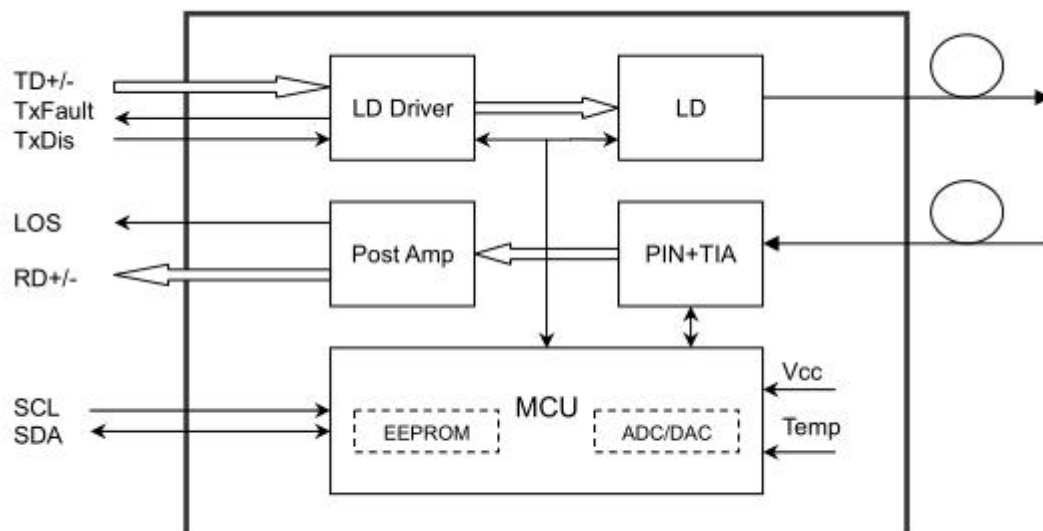 TD+/-
TxFault
TxDis
LD Driver
LD
LOS
RD+/-
Post Amp
PIN+TIA
SCL
SDA
MCU
EEPROM
ADC/DAC
Vcc
Temp